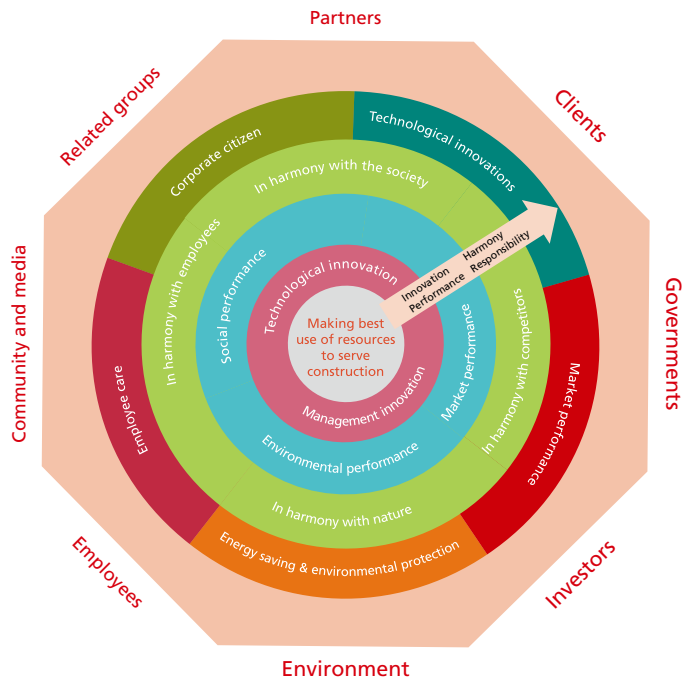 Partners
Related groups
Clients
Technological innovations
Corporate citizen
In harmony with the society
In harmony with employees
Social performance
Technological innovation
Innovation Harmony
Performance Responsibility
Community and media
Governments
Making best
use of resources
to serve
construction
Market performance
In harmony with competitors
Market performance
Employee care
Management innovation
Environmental performance
In harmony with nature
Energy saving & environmental protection
Employees
Investors
Environment